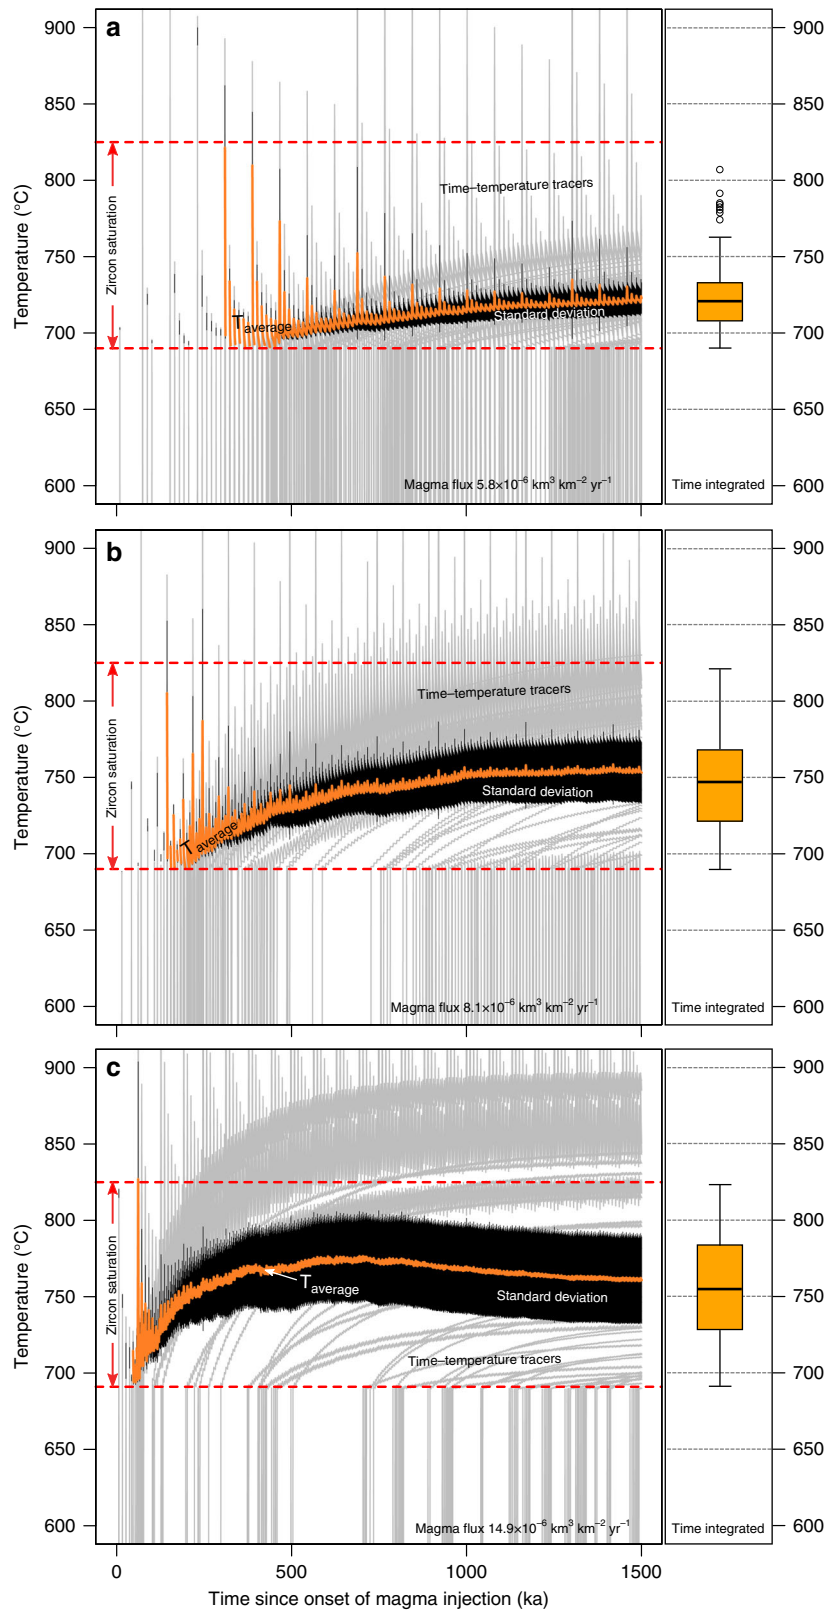 a
900
850
800
750
700
650
600
Temperature (°C)
Zircon saturation
Time–temperature tracers
Taverage
Standard deviation
Magma flux 5.8×10⁻⁶ km³ km⁻² yr⁻¹
Time integrated
900
850
800
750
700
650
600
b
900
850
800
750
700
650
600
Temperature (°C)
Zircon saturation
Time–temperature tracers
Taverage
Standard deviation
Magma flux 8.1×10⁻⁶ km³ km⁻² yr⁻¹
Time integrated
900
850
800
750
700
650
600
c
900
850
800
750
700
650
600
Temperature (°C)
Zircon saturation
Taverage
Standard deviation
Time–temperature tracers
Magma flux 14.9×10⁻⁶ km³ km⁻² yr⁻¹
Time integrated
900
850
800
750
700
650
600
0 500 1000 1500
Time since onset of magma injection (ka)